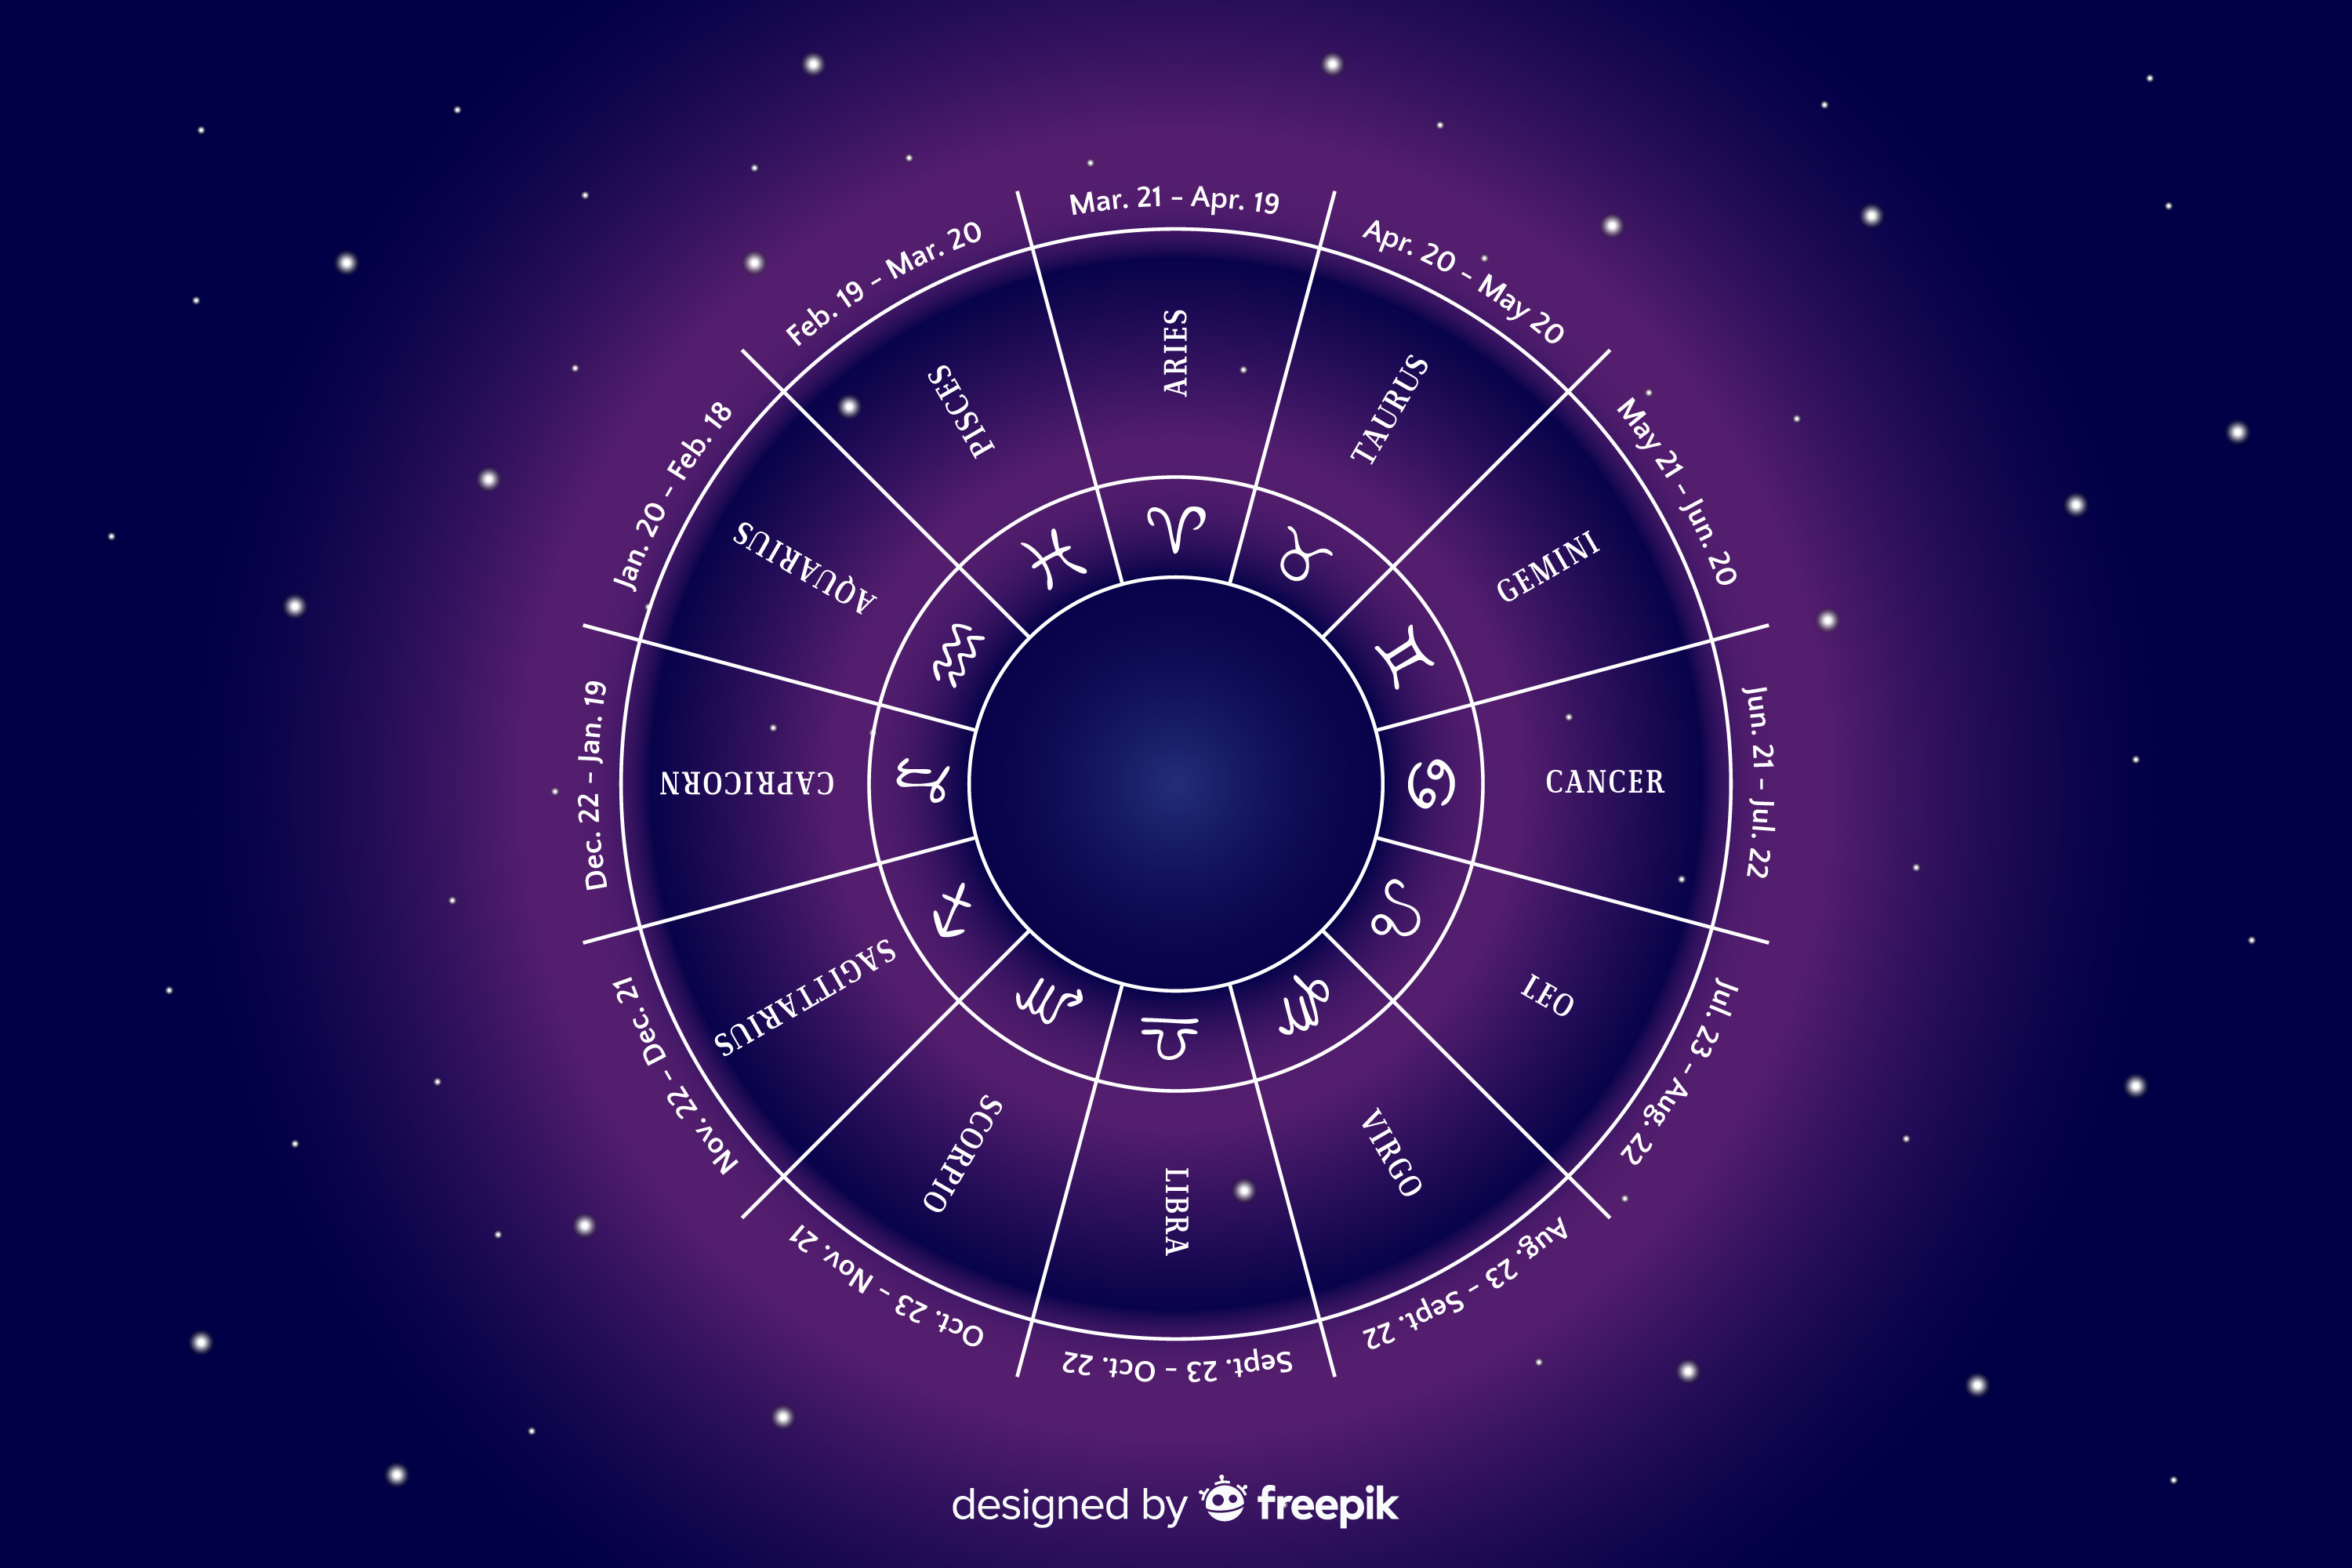 Mar. 21 – Apr. 19
ARIES
Apr. 20 – May 20
TAURUS
May 21 – Jun. 20
GEMINI
Jun. 21 – Jul. 22
CANCER
Jul. 23 – Aug. 22
LEO
Aug. 23 – Sept. 22
VIRGO
Sept. 23 – Oct. 22
LIBRA
Oct. 23 – Nov. 21
SCORPIO
Nov. 22 – Dec. 21
SAGITTARIUS
Dec. 22 – Jan. 19
CAPRICORN
Jan. 20 – Feb. 18
AQUARIUS
Feb. 19 – Mar. 20
PISCES
designed by freepik